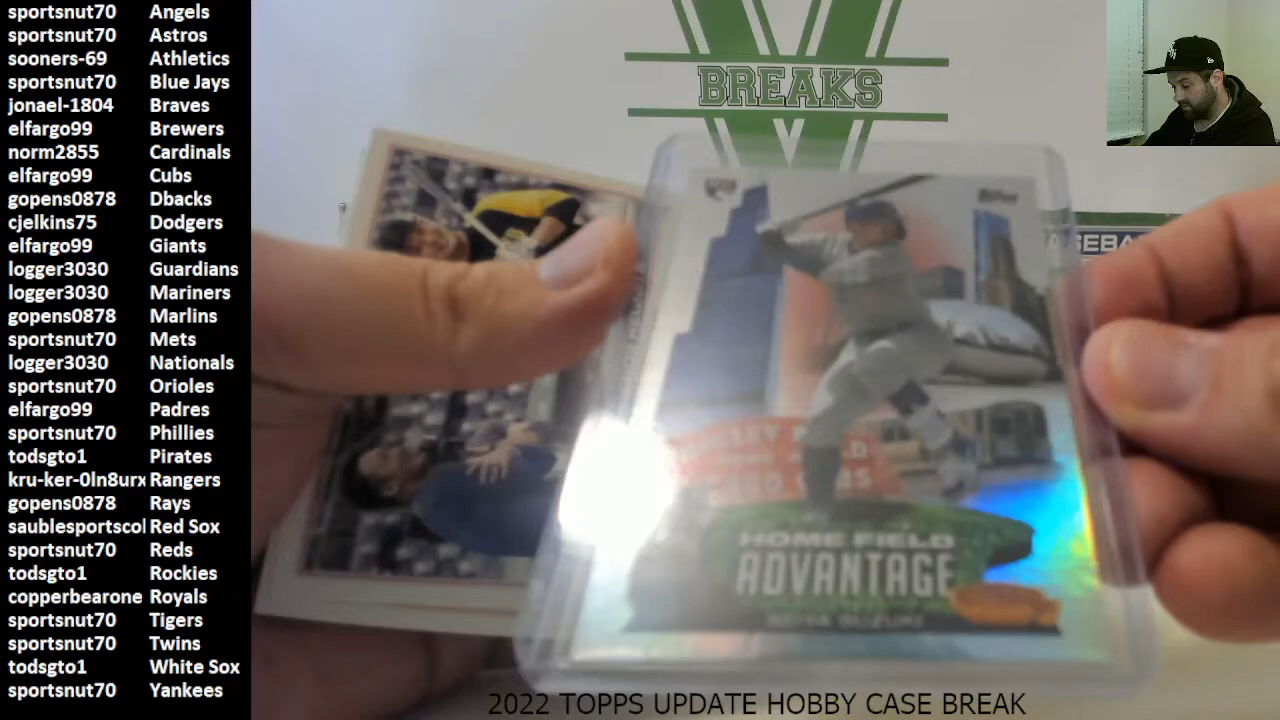 sportsnut70 Angels
sportsnut70 Astros
sooners-69 Athletics
sportsnut70 Blue Jays
jonael-1804 Braves
elfargo99 Brewers
norm2855 Cardinals
elfargo99 Cubs
gopens0878 Dbacks
cjelkins75 Dodgers
elfargo99 Giants
logger3030 Guardians
logger3030 Mariners
gopens0878 Marlins
sportsnut70 Mets
logger3030 Nationals
sportsnut70 Orioles
elfargo99 Padres
sportsnut70 Phillies
todsgto1 Pirates
kru-ker-0ln8urx Rangers
gopens0878 Rays
saublesportscol Red Sox
sportsnut70 Reds
todsgto1 Rockies
copperbearone Royals
sportsnut70 Tigers
sportsnut70 Twins
todsgto1 White Sox
sportsnut70 Yankees
BREAKS
Topps
HOME FIELD
ADVANTAGE
SEIYA SUZUKI
2022 TOPPS UPDATE HOBBY CASE BREAK